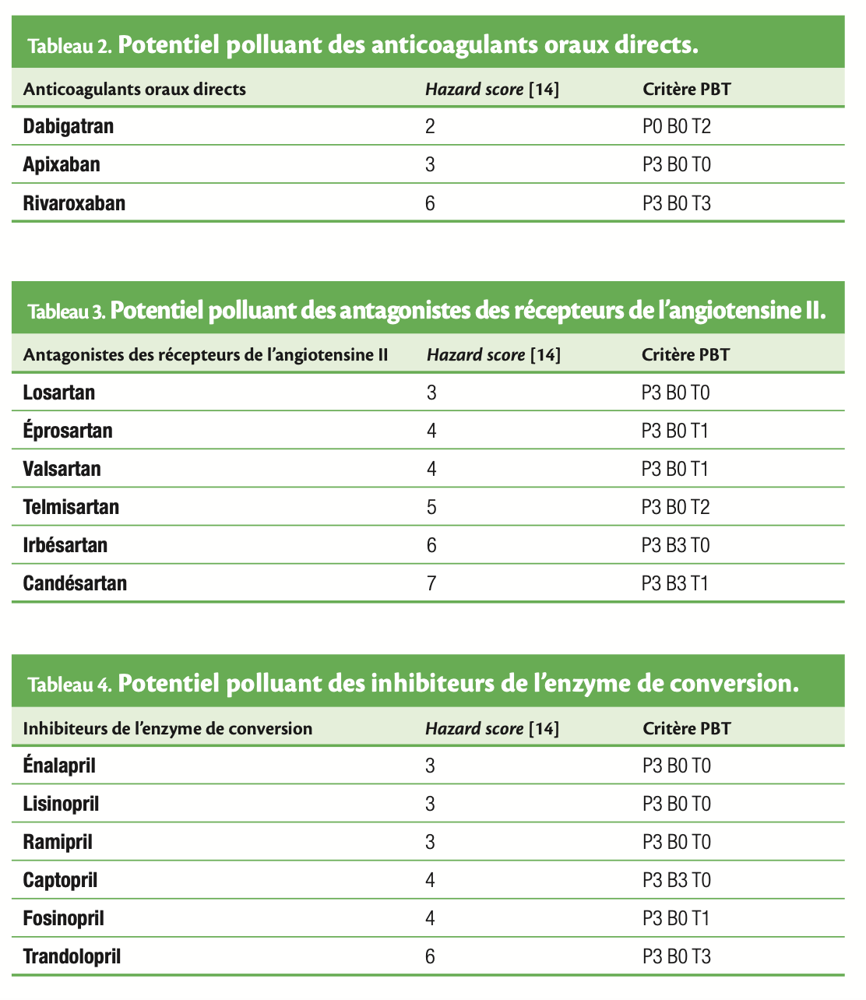 Tableau 2. Potentiel polluant des anticoagulants oraux directs.
Anticoagulants oraux directs Hazard score [14] Critère PBT
Dabigatran 2 P0 B0 T2
Apixaban 3 P3 B0 T0
Rivaroxaban 6 P3 B0 T3
Tableau 3. Potentiel polluant des antagonistes des récepteurs de l'angiotensine II.
Antagonistes des récepteurs de l'angiotensine II Hazard score [14] Critère PBT
Losartan 3 P3 B0 T0
Éprosartan 4 P3 B0 T1
Valsartan 4 P3 B0 T1
Telmisartan 5 P3 B0 T2
Irbésartan 6 P3 B3 T0
Candésartan 7 P3 B3 T1
Tableau 4. Potentiel polluant des inhibiteurs de l'enzyme de conversion.
Inhibiteurs de l'enzyme de conversion Hazard score [14] Critère PBT
Énalapril 3 P3 B0 T0
Lisinopril 3 P3 B0 T0
Ramipril 3 P3 B0 T0
Captopril 4 P3 B3 T0
Fosinopril 4 P3 B0 T1
Trandolopril 6 P3 B0 T3